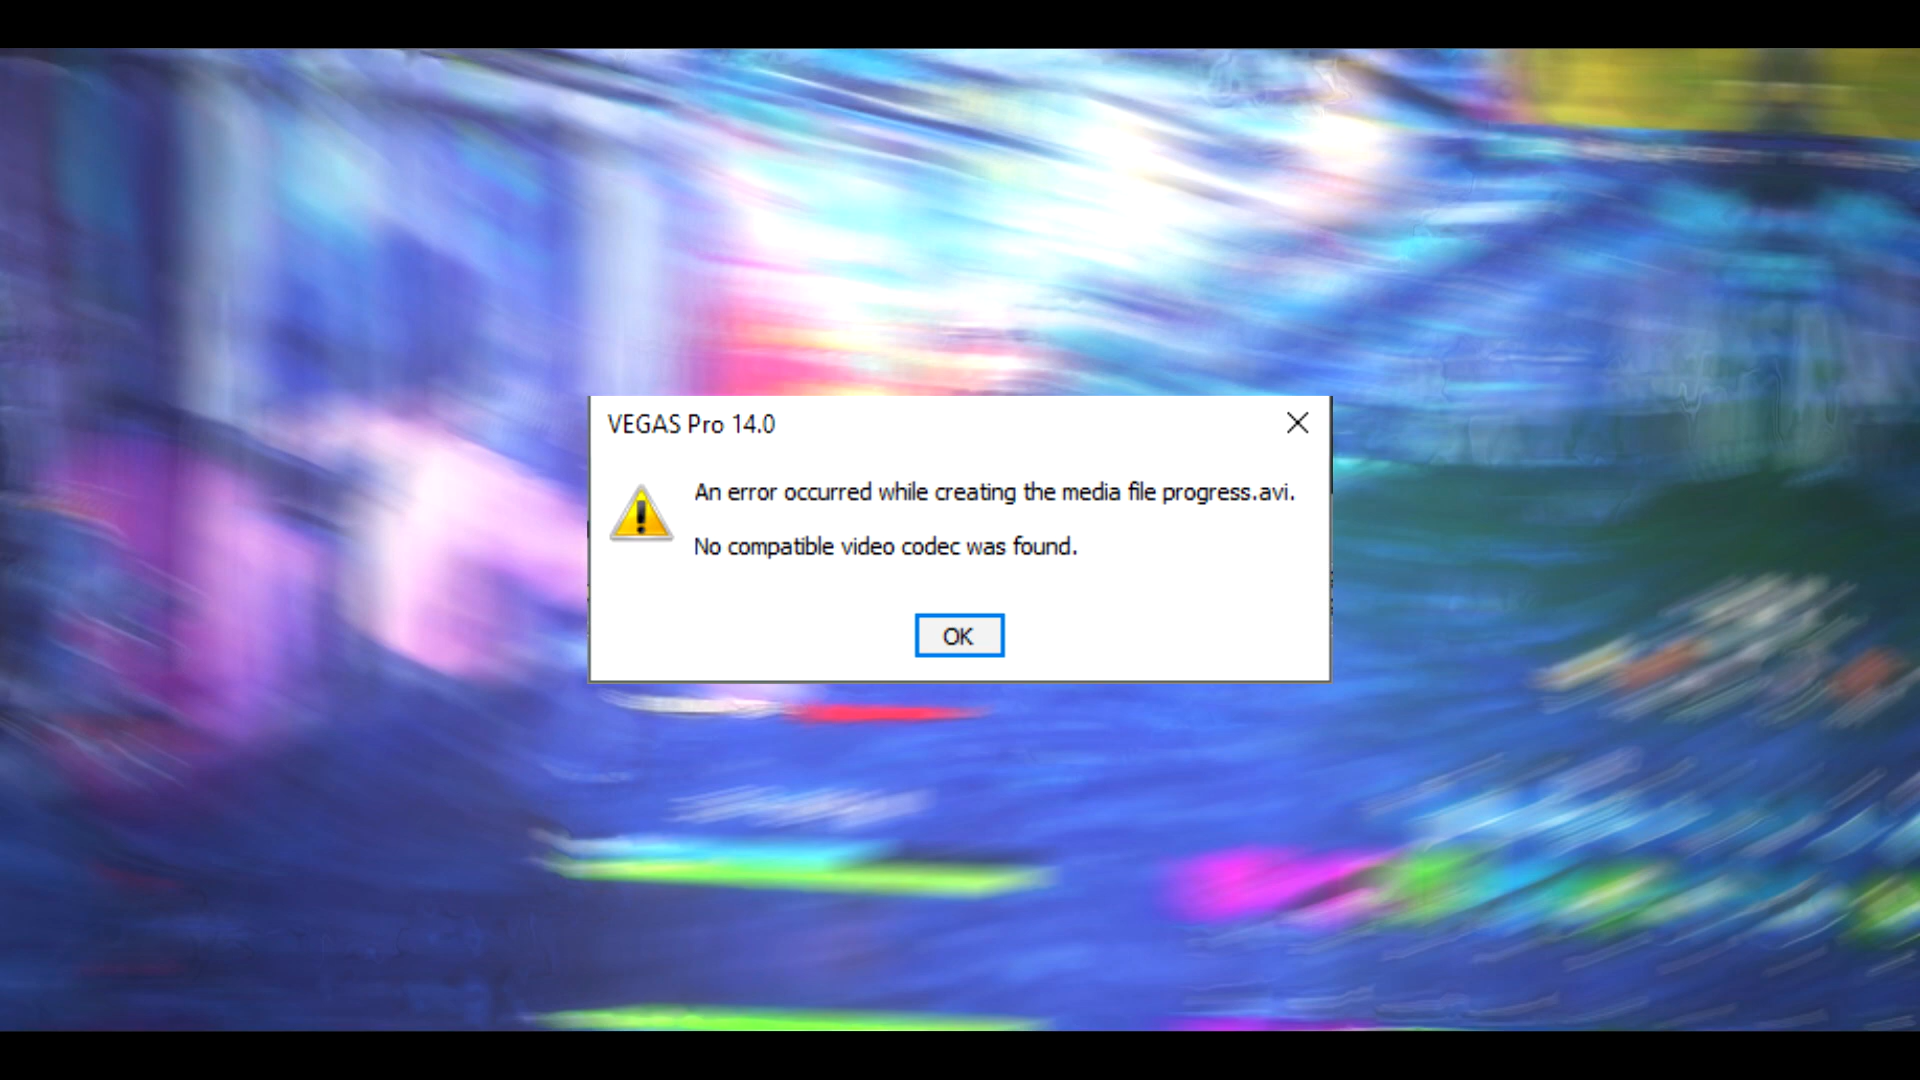 VEGAS Pro 14.0
An error occurred while creating the media file progress.avi.
No compatible video codec was found.
OK